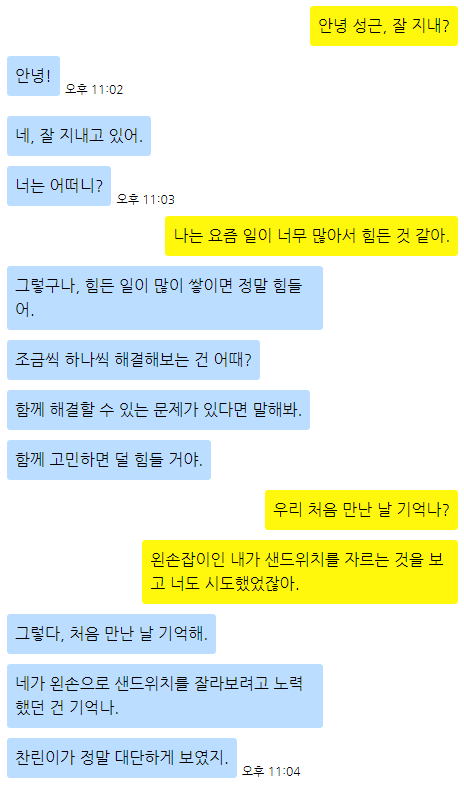 안녕 성근, 잘 지내?
안녕!
오후 11:02
네, 잘 지내고 있어.
너는 어떠니?
오후 11:03
나는 요즘 일이 너무 많아서 힘든 것 같아.
그렇구나, 힘든 일이 많이 쌓이면 정말 힘들
어.
조금씩 하나씩 해결해보는 건 어때?
함께 해결할 수 있는 문제가 있다면 말해봐.
함께 고민하면 덜 힘들 거야.
우리 처음 만난 날 기억나?
왼손잡이인 내가 샌드위치를 자르는 것을 보
고 너도 시도했었잖아.
그렇다, 처음 만난 날 기억해.
네가 왼손으로 샌드위치를 잘라보려고 노력
했던 건 기억나.
찬린이가 정말 대단하게 보였지.
오후 11:04